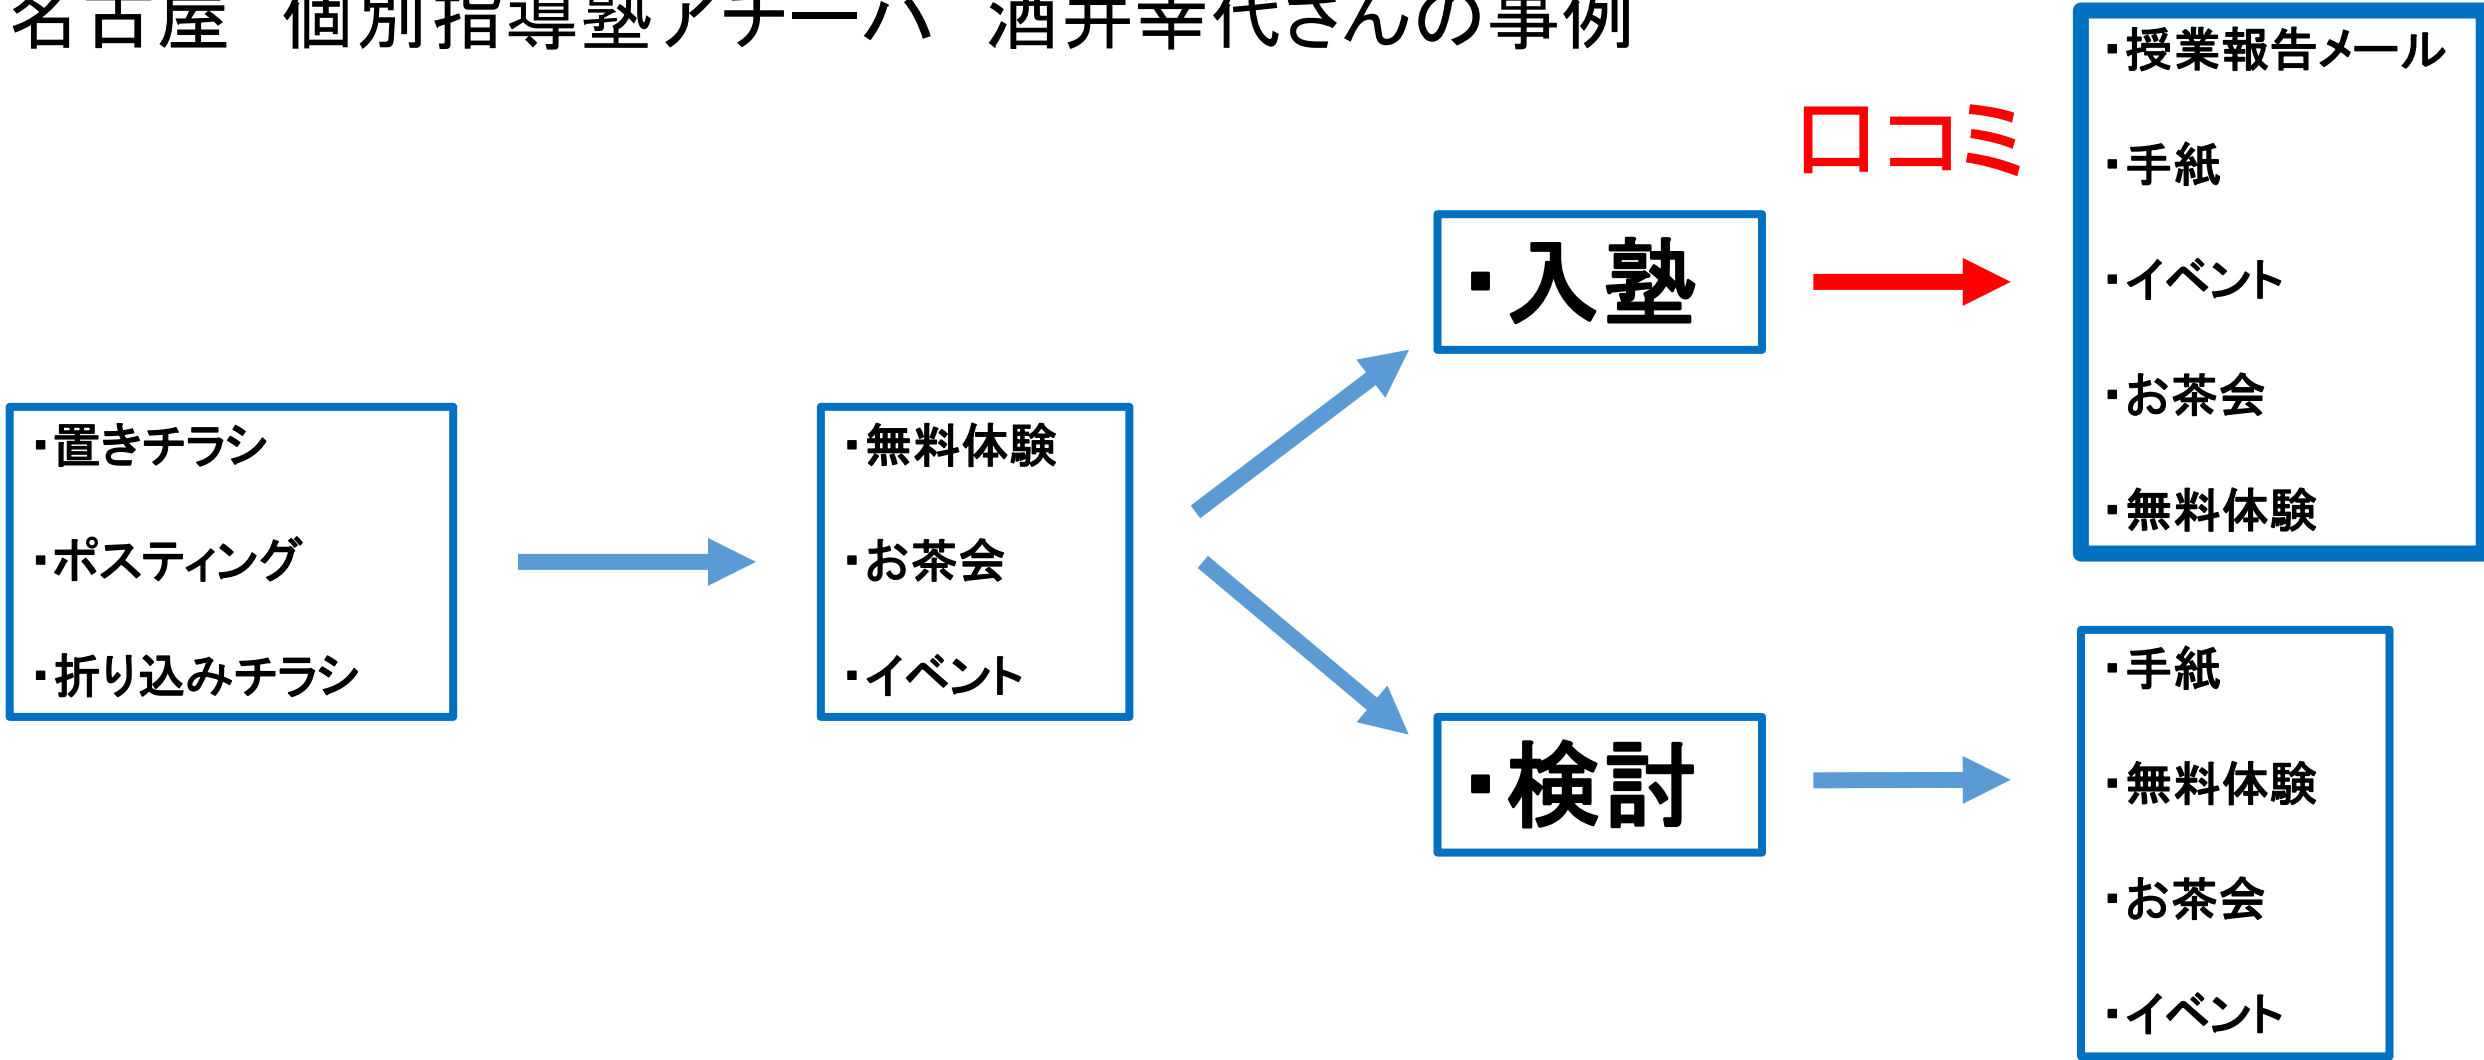 名古屋　個別指導塾アチーバ　酒井幸代さんの事例
・置きチラシ
・ポスティング
・折り込みチラシ
・無料体験
・お茶会
・イベント
・入塾
・検討
口コミ
・授業報告メール
・手紙
・イベント
・お茶会
・無料体験
・手紙
・無料体験
・お茶会
・イベント